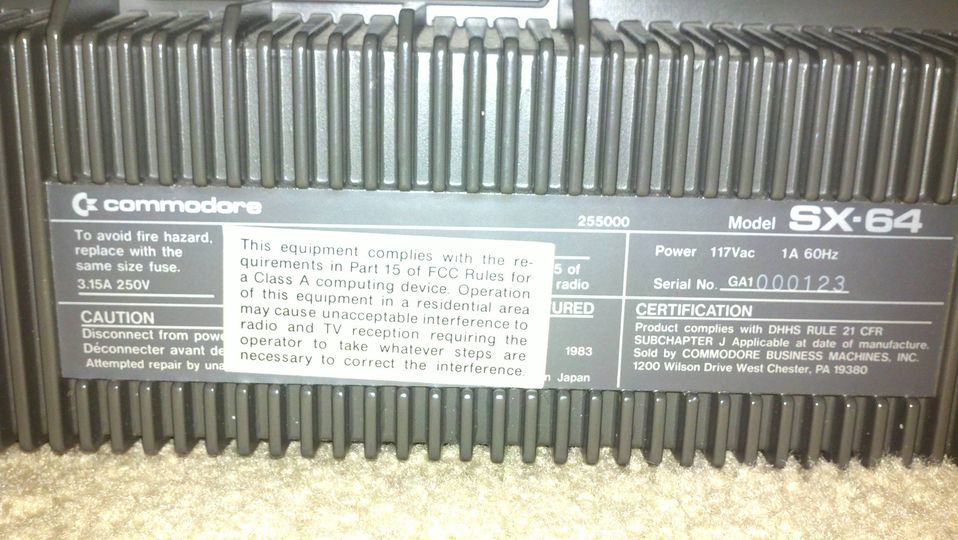 commodore
255000
Model SX-64
To avoid fire hazard,
replace with the
same size fuse.
3.15A 250V
CAUTION
Disconnect from
Déconnecter avant
Attempted repair by
This equipment complies with the re-
quirements in Part 15 of FCC Rules for
a Class A computing device. Operation
of this equipment in a residential area
may cause unacceptable interference to
radio and TV reception requiring the
operator to take whatever steps are
necessary to correct the interference.
5 of
radio
URED
1983
Japan
Power 117Vac 1A 60Hz
Serial No. GA1 000123
CERTIFICATION
Product complies with DHHS RULE 21 CFR
SUBCHAPTER J Applicable at date of manufacture.
Sold by COMMODORE BUSINESS MACHINES, INC.
1200 Wilson Drive West Chester, PA 19380